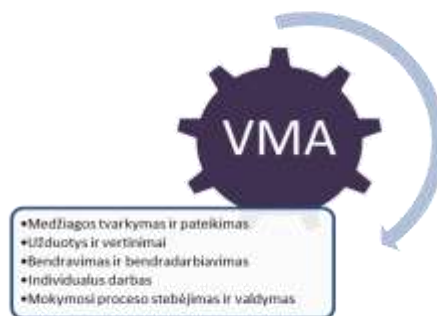 VMA
•Medžiagos tvarkymas ir pateikimas
•Užduotys ir vertinimai
•Bendravimas ir bendradarbiavimas
•Individualus darbas
•Mokymosi proceso stebėjimas ir valdymas